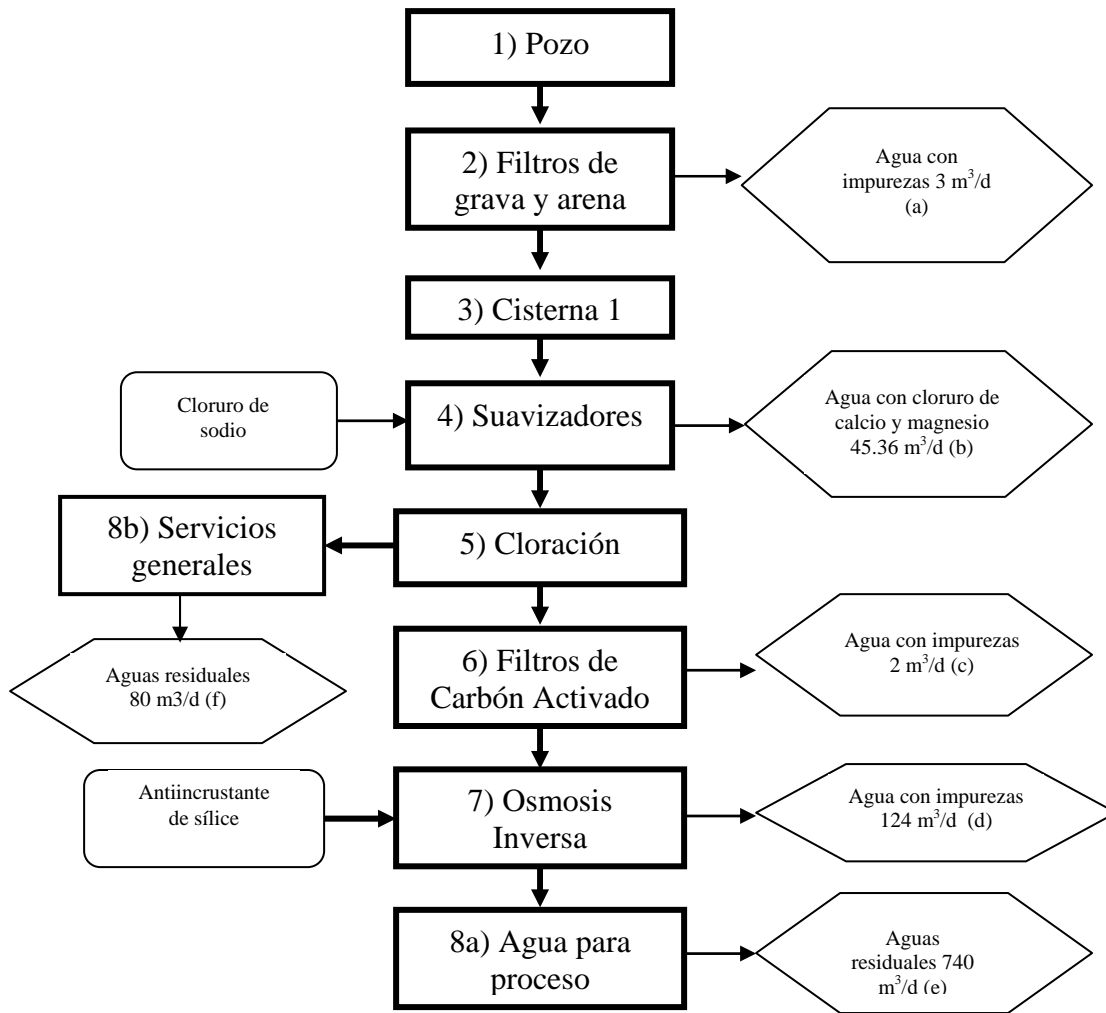 1) Pozo
2) Filtros de
grava y arena
Agua con
impurezas 3 m³/d
(a)
3) Cisterna 1
Cloruro de
sodio
4) Suavizadores
Agua con cloruro de
calcio y magnesio
45.36 m³/d (b)
8b) Servicios
generales
5) Cloración
Aguas residuales
80 m3/d (f)
6) Filtros de
Carbón Activado
Agua con impurezas
2 m³/d (c)
Antiincrustante
de sílice
7) Osmosis
Inversa
Agua con impurezas
124 m³/d (d)
8a) Agua para
proceso
Aguas
residuales 740
m³/d (e)